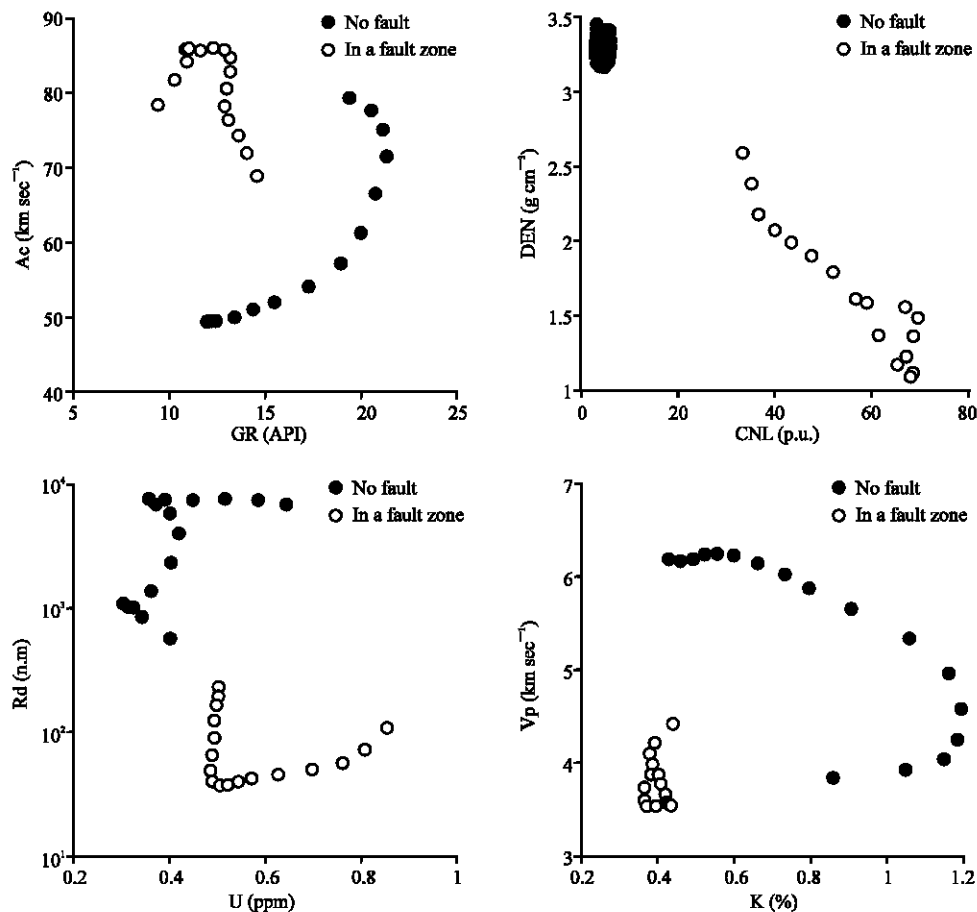 No fault
In a fault zone
90
80
70
60
50
40
5
10
15
20
25
Ac (km sec⁻¹)
GR (API)
No fault
In a fault zone
3.5
3
2.5
2
1.5
1
0
20
40
60
80
DEN (g cm⁻³)
CNL (p.u.)
No fault
In a fault zone
10⁴
10³
10²
10¹
0.2
0.4
0.6
0.8
1
Rd (n.m)
U (ppm)
No fault
In a fault zone
7
6
5
4
3
0.2
0.4
0.6
0.8
1
1.2
Vp (km sec⁻¹)
K (%)